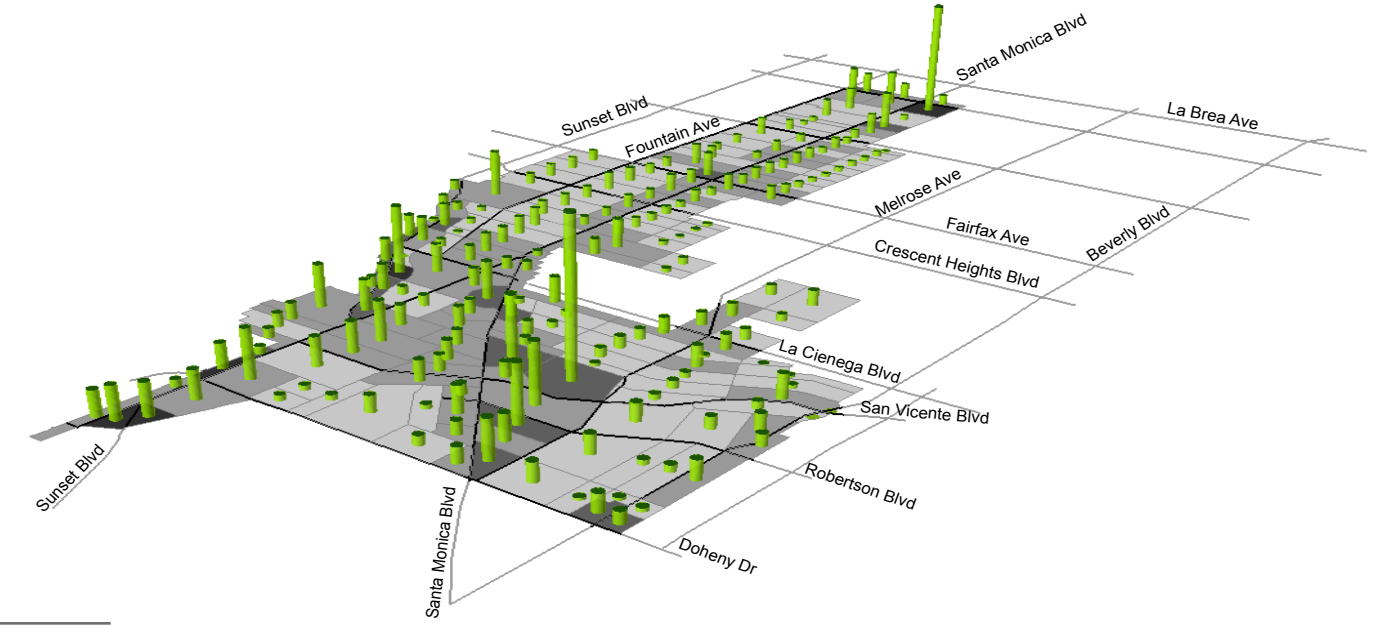 Santa Monica Blvd
Sunset Blvd
La Brea Ave
Fountain Ave
Melrose Ave
Fairfax Ave
Beverly Blvd
Crescent Heights Blvd
La Cienega Blvd
San Vicente Blvd
Sunset Blvd
Robertson Blvd
Santa Monica Blvd
Doheny Dr